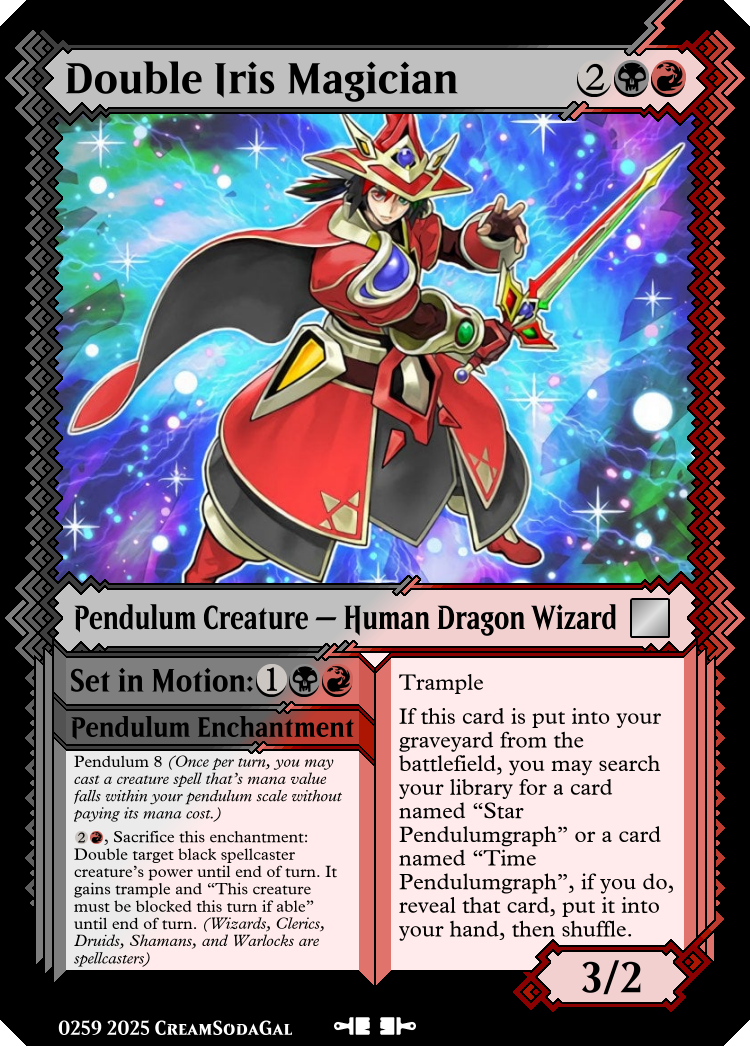 Double Iris Magician 2
Pendulum Creature — Human Dragon Wizard
Set in Motion: 1
Pendulum Enchantment
Pendulum 8 (Once per turn, you may
cast a creature spell that's mana value
falls within your pendulum scale without
paying its mana cost.)
2, Sacrifice this enchantment:
Double target black spellcaster
creature's power until end of turn. It
gains trample and “This creature
must be blocked this turn if able”
until end of turn. (Wizards, Clerics,
Druids, Shamans, and Warlocks are
spellcasters)
Trample
If this card is put into your
graveyard from the
battlefield, you may search
your library for a card
named “Star
Pendulumgraph” or a card
named “Time
Pendulumgraph”, if you do,
reveal that card, put it into
your hand, then shuffle.
3/2
0259 2025 CreamSodaGal